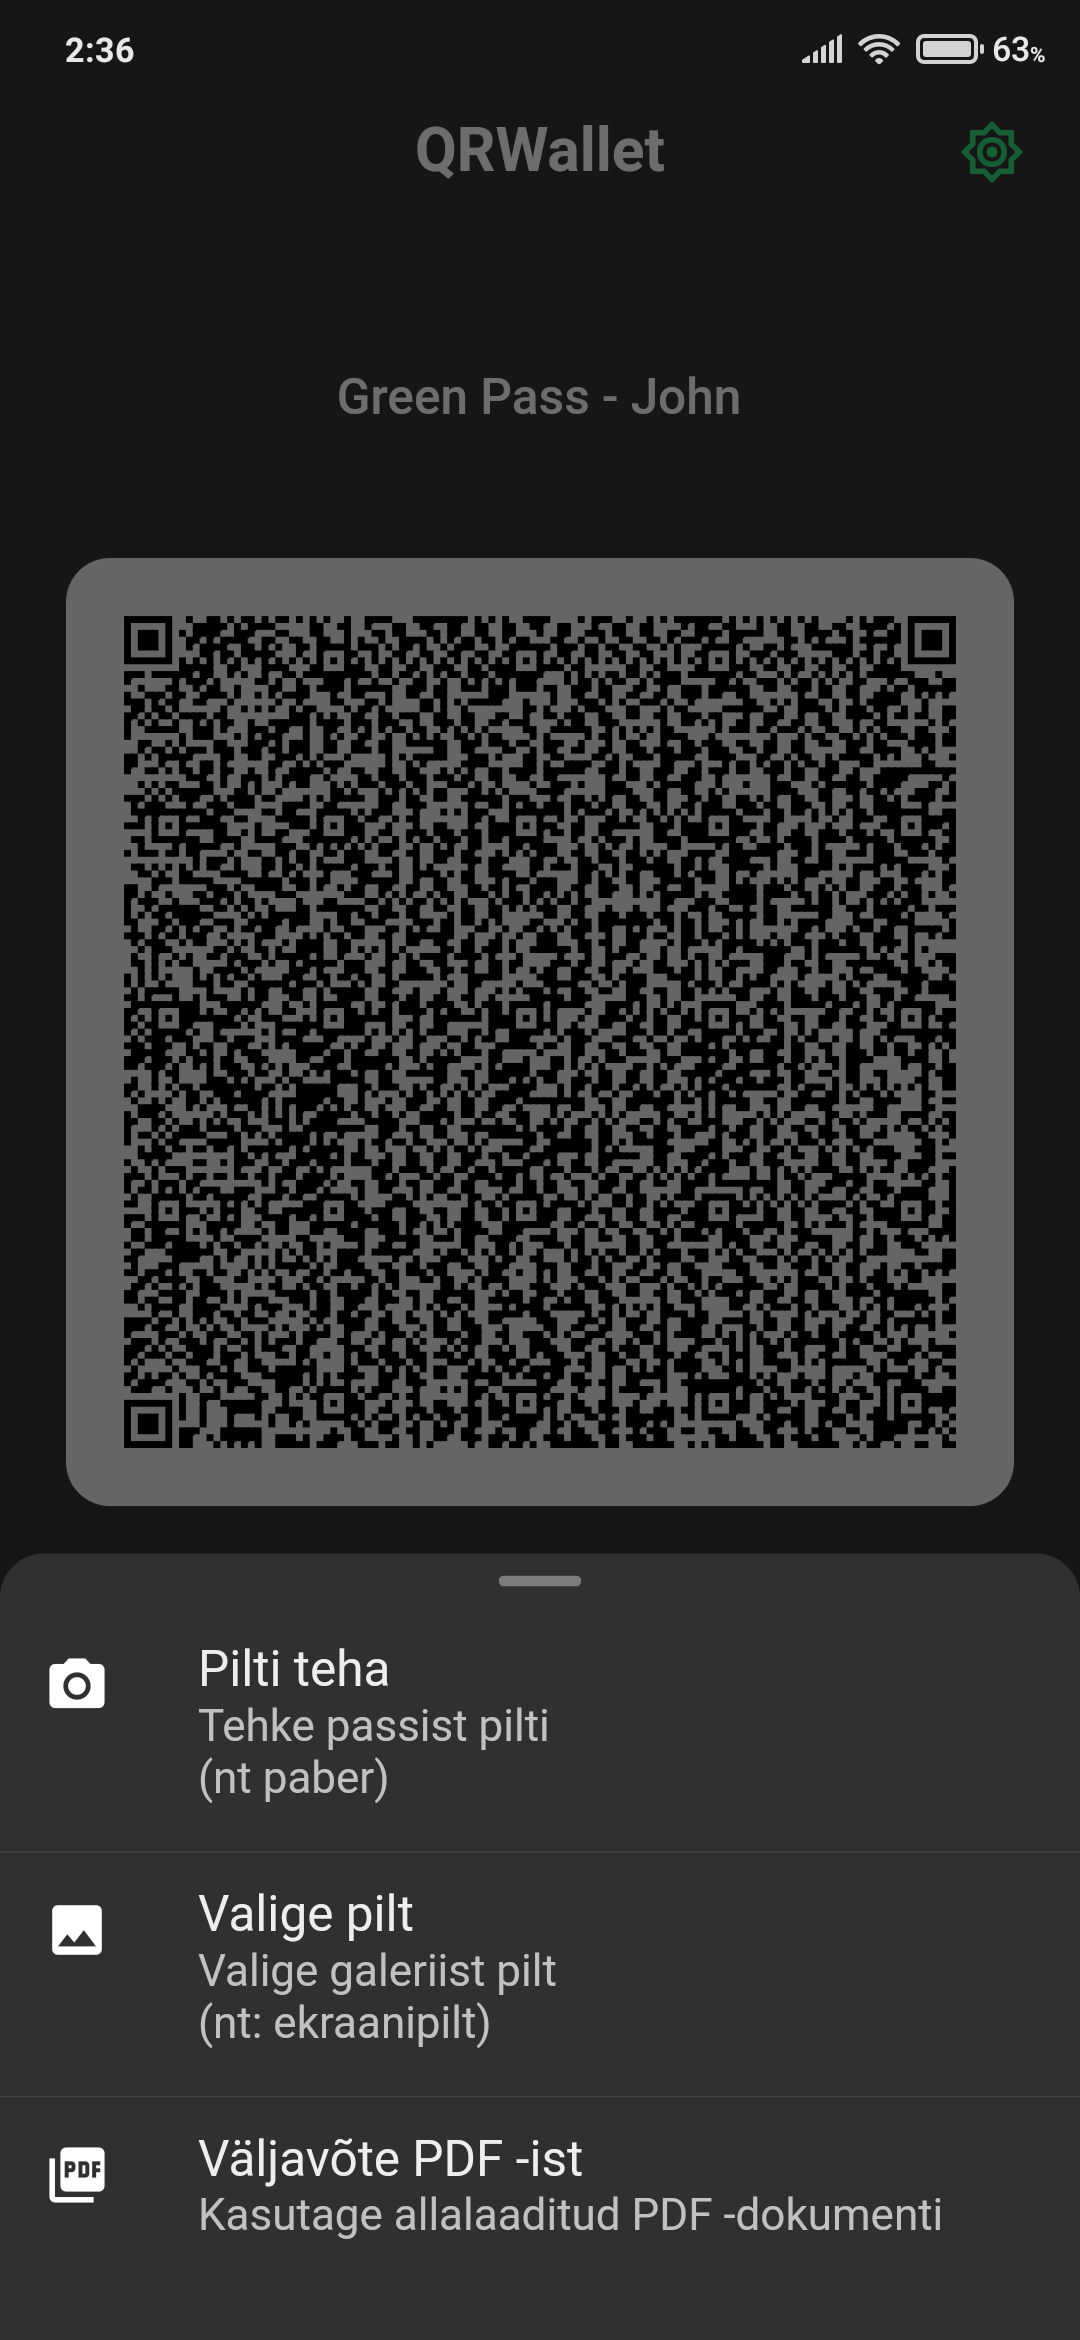 2:36
63%
QRWallet
Green Pass - John
Pilti teha
Tehke passist pilti
(nt paber)
Valige pilt
Valige galeriist pilt
(nt: ekraanipilt)
PDF
Väljavõte PDF -ist
Kasutage allalaaditud PDF -dokumenti